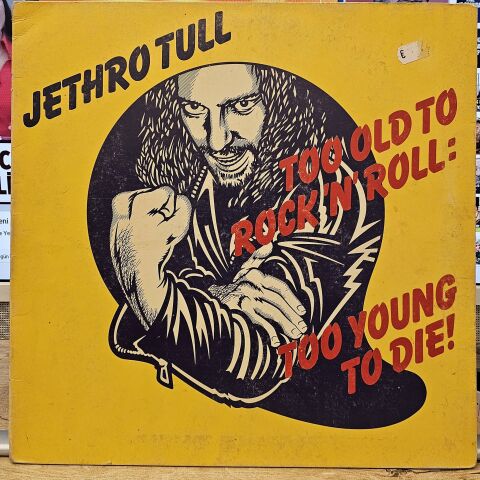 JETHRO TULL
TOO OLD TO
ROCK 'N' ROLL:
TOO YOUNG
TO DIE!
€